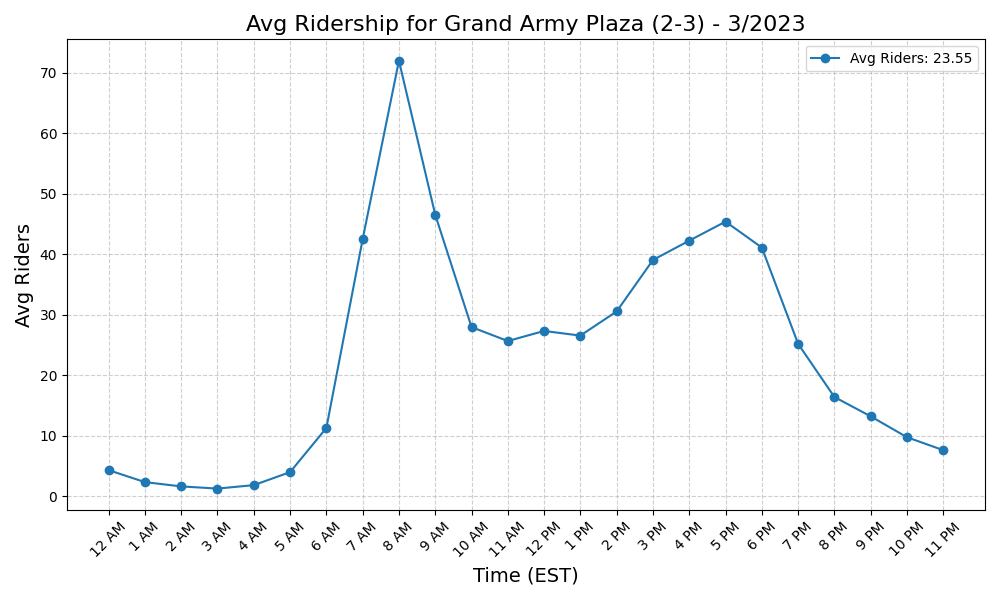 Avg Ridership for Grand Army Plaza (2-3) - 3/2023
Avg Riders: 23.55
Avg Riders
70
60
50
40
30
20
10
0
12 AM
1 AM
2 AM
3 AM
4 AM
5 AM
6 AM
7 AM
8 AM
9 AM
10 AM
11 AM
12 PM
1 PM
2 PM
3 PM
4 PM
5 PM
6 PM
7 PM
8 PM
9 PM
10 PM
11 PM
Time (EST)